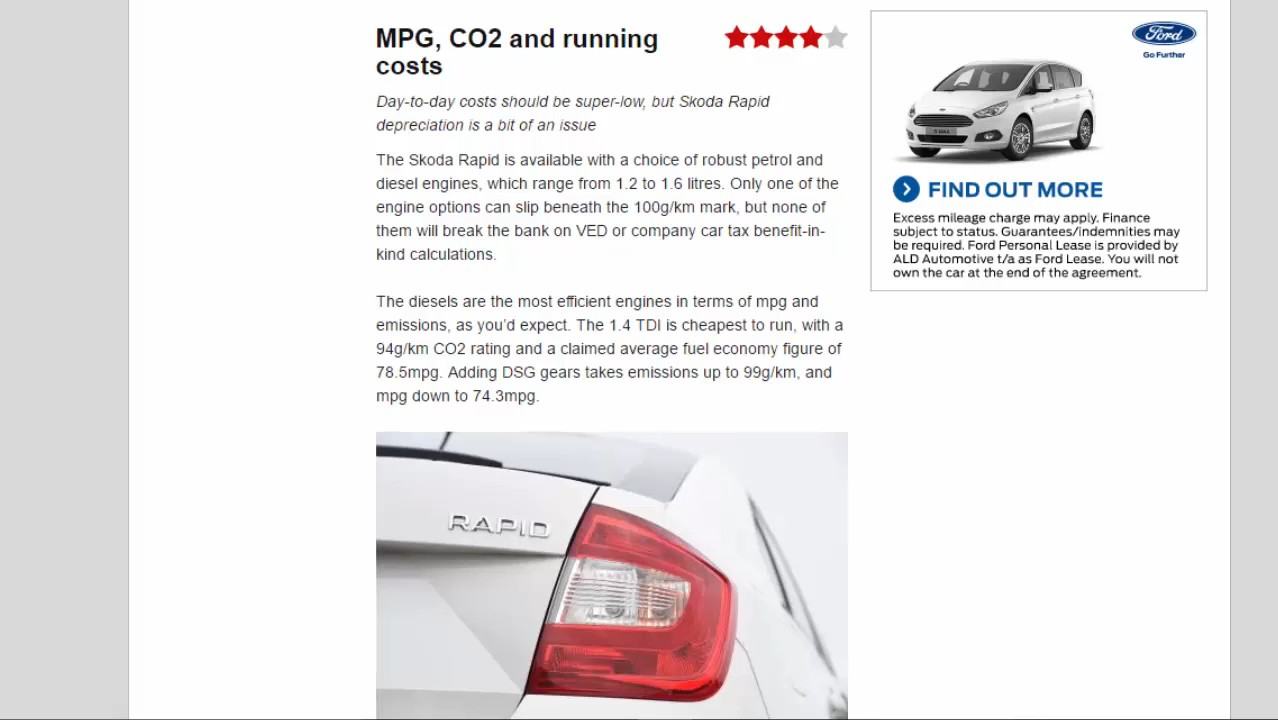 MPG, CO2 and running
costs
Day-to-day costs should be super-low, but Skoda Rapid
depreciation is a bit of an issue
The Skoda Rapid is available with a choice of robust petrol and
diesel engines, which range from 1.2 to 1.6 litres. Only one of the
engine options can slip beneath the 100g/km mark, but none of
them will break the bank on VED or company car tax benefit-in-
kind calculations.
The diesels are the most efficient engines in terms of mpg and
emissions, as you’d expect. The 1.4 TDI is cheapest to run, with a
94g/km CO2 rating and a claimed average fuel economy figure of
78.5mpg. Adding DSG gears takes emissions up to 99g/km, and
mpg down to 74.3mpg.
RAPID
Ford
Go Further
S-MAX
FIND OUT MORE
Excess mileage charge may apply. Finance
subject to status. Guarantees/indemnities may
be required. Ford Personal Lease is provided by
ALD Automotive t/a as Ford Lease. You will not
own the car at the end of the agreement.